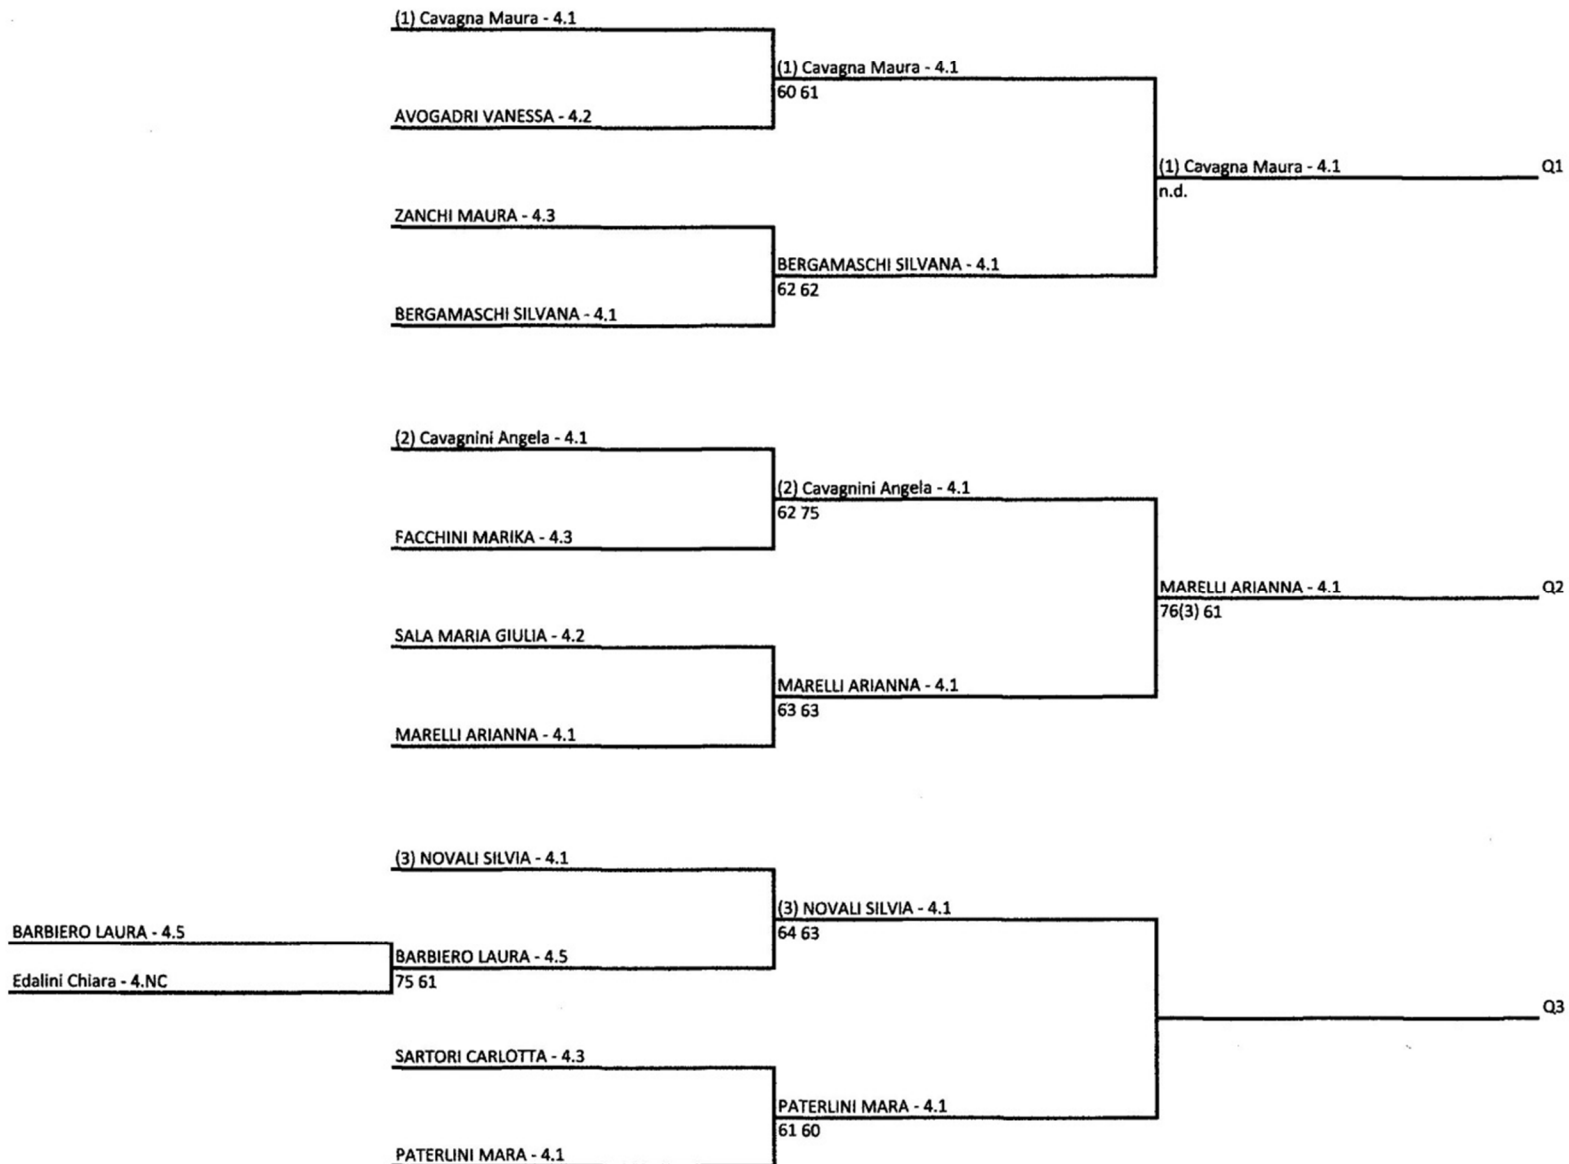 (1) Cavagna Maura - 4.1
(1) Cavagna Maura - 4.1
60 61
AVOGADRI VANESSA - 4.2
(1) Cavagna Maura - 4.1
Q1
n.d.
ZANCHI MAURA - 4.3
BERGAMASCHI SILVANA - 4.1
62 62
BERGAMASCHI SILVANA - 4.1
(2) Cavagnini Angela - 4.1
(2) Cavagnini Angela - 4.1
62 75
FACCHINI MARIKA - 4.3
MARELLI ARIANNA - 4.1
Q2
76(3) 61
SALA MARIA GIULIA - 4.2
MARELLI ARIANNA - 4.1
63 63
MARELLI ARIANNA - 4.1
(3) NOVALI SILVIA - 4.1
(3) NOVALI SILVIA - 4.1
64 63
BARBIERO LAURA - 4.5
BARBIERO LAURA - 4.5
75 61
Edalini Chiara - 4.NC
Q3
SARTORI CARLOTTA - 4.3
PATERLINI MARA - 4.1
61 60
PATERLINI MARA - 4.1